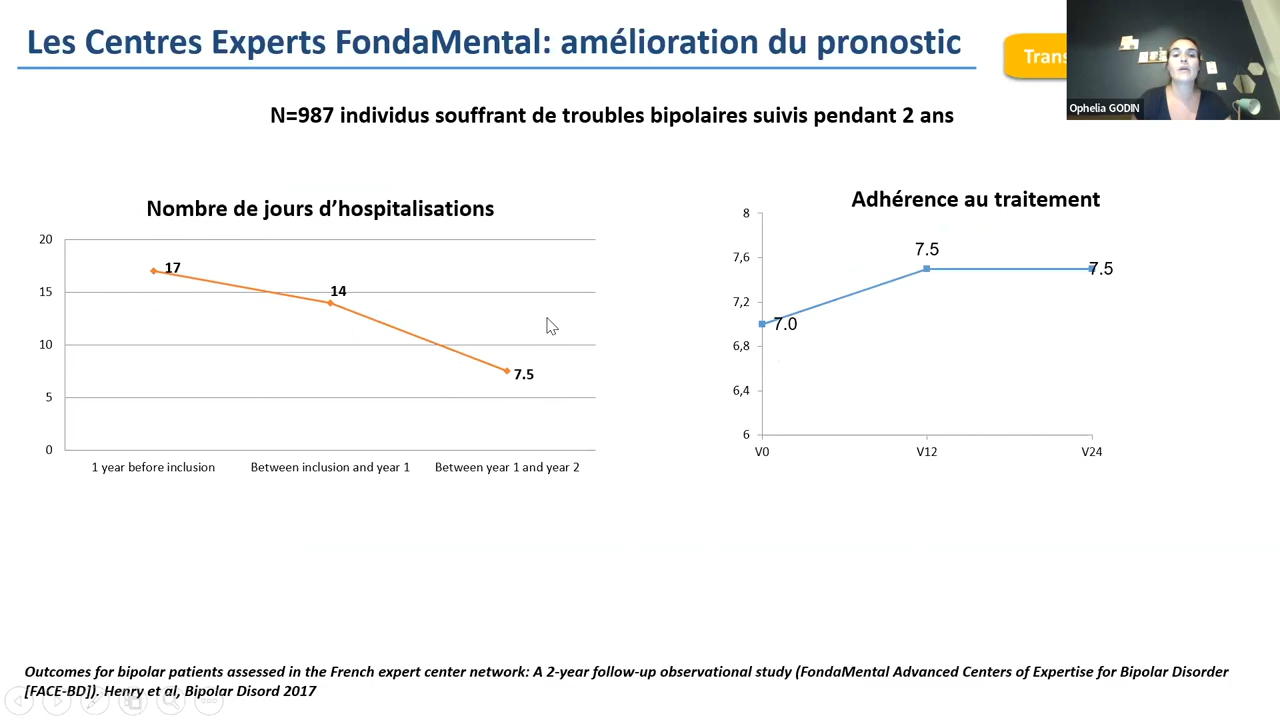 Les Centres Experts FondaMental: amélioration du pronostic
Trans
Ophelia GODIN
N=987 individus souffrant de troubles bipolaires suivis pendant 2 ans
Nombre de jours d'hospitalisations
20
15
10
5
0
17
14
7.5
1 year before inclusion
Between inclusion and year 1
Between year 1 and year 2
Adhérence au traitement
8
7,6
7,2
6,8
6,4
6
7.0
7.5
7.5
V0
V12
V24
Outcomes for bipolar patients assessed in the French expert center network: A 2-year follow-up observational study (FondaMental Advanced Centers of Expertise for Bipolar Disorder
[FACE-BD]). Henry et al, Bipolar Disord 2017